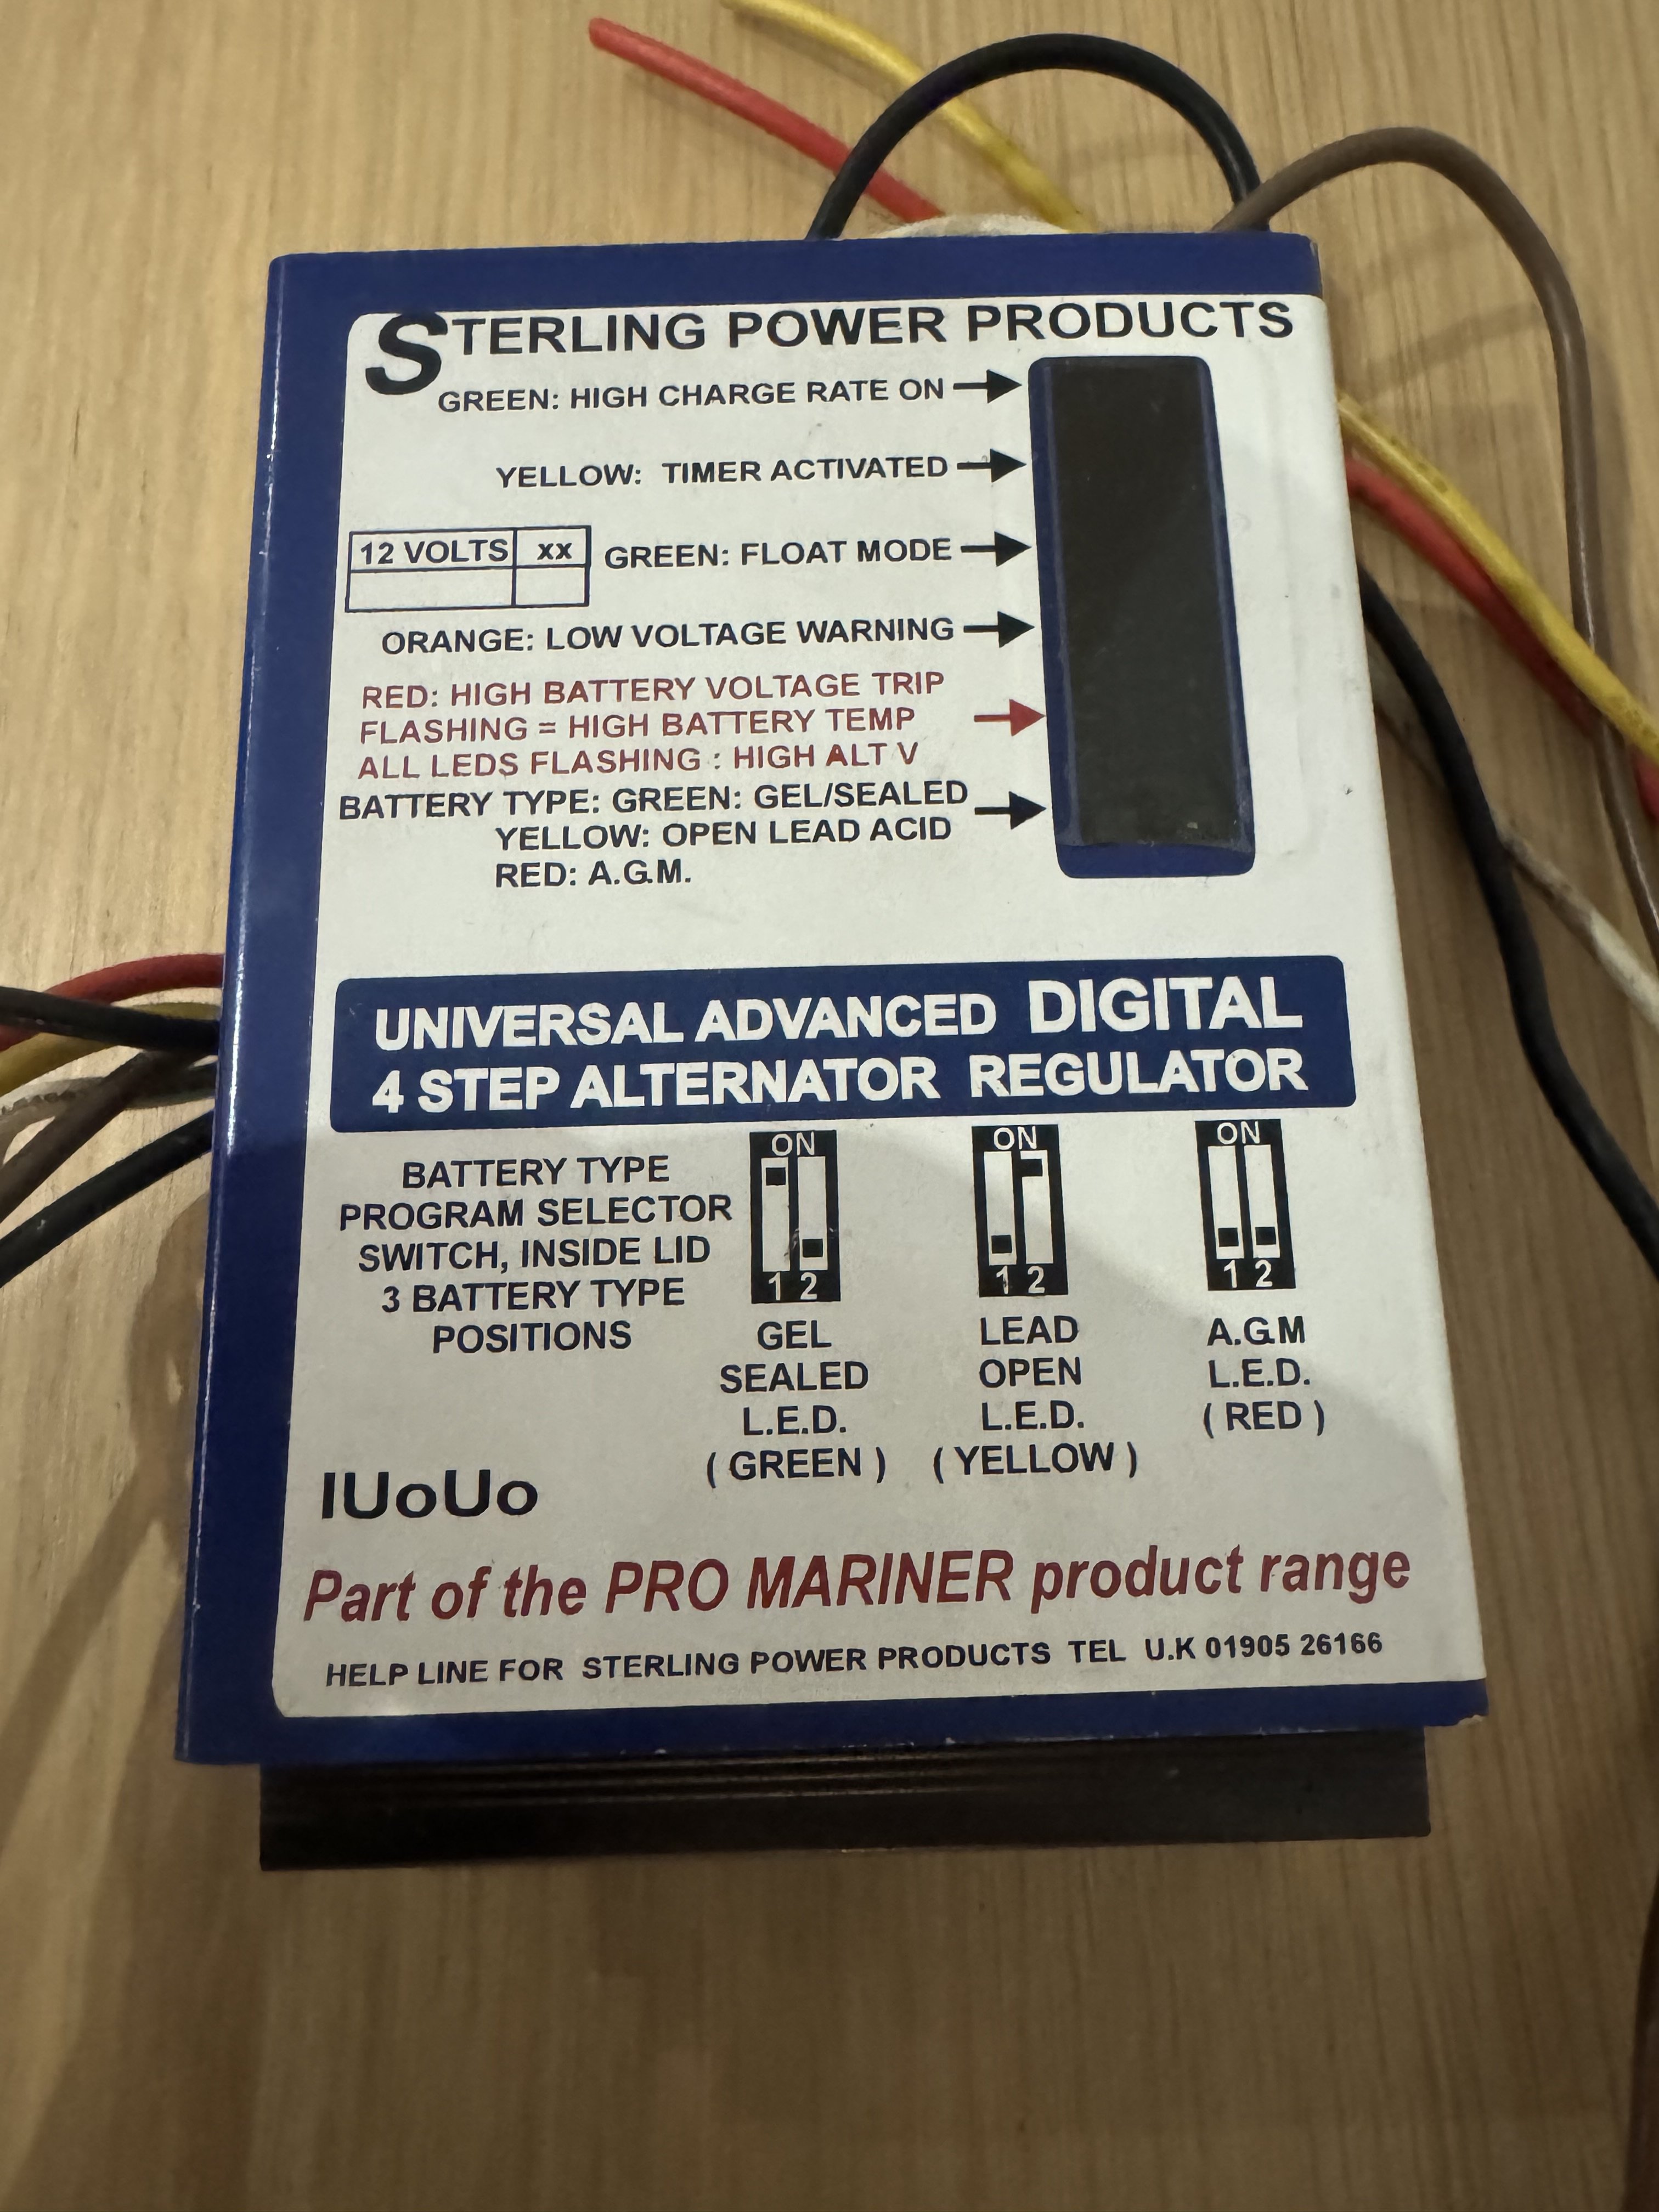 STERLING POWER PRODUCTS
GREEN: HIGH CHARGE RATE ON
YELLOW: TIMER ACTIVATED
12 VOLTS XX
GREEN: FLOAT MODE
ORANGE: LOW VOLTAGE WARNING
RED: HIGH BATTERY VOLTAGE TRIP
FLASHING = HIGH BATTERY TEMP
ALL LEDS FLASHING : HIGH ALT V
BATTERY TYPE: GREEN: GEL/SEALED
YELLOW: OPEN LEAD ACID
RED: A.G.M.
UNIVERSAL ADVANCED DIGITAL
4 STEP ALTERNATOR REGULATOR
BATTERY TYPE
PROGRAM SELECTOR
SWITCH, INSIDE LID
3 BATTERY TYPE
POSITIONS
ON
1 2
GEL
SEALED
L.E.D.
( GREEN )
ON
1 2
LEAD
OPEN
L.E.D.
( YELLOW )
ON
1 2
A.G.M
L.E.D.
( RED )
IUoUo
Part of the PRO MARINER product range
HELP LINE FOR STERLING POWER PRODUCTS TEL U.K 01905 26166